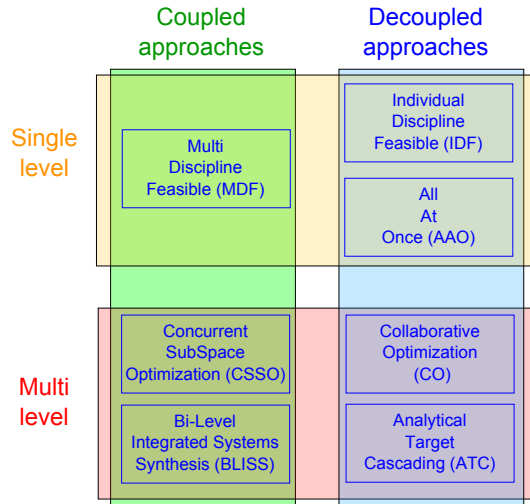 Coupled
approaches
Decoupled
approaches
Single
level
Multi
Discipline
Feasible (MDF)
Individual
Discipline
Feasible (IDF)
All
At
Once (AAO)
Multi
level
Concurrent
SubSpace
Optimization (CSSO)
Collaborative
Optimization
(CO)
Bi-Level
Integrated Systems
Synthesis (BLISS)
Analytical
Target
Cascading (ATC)